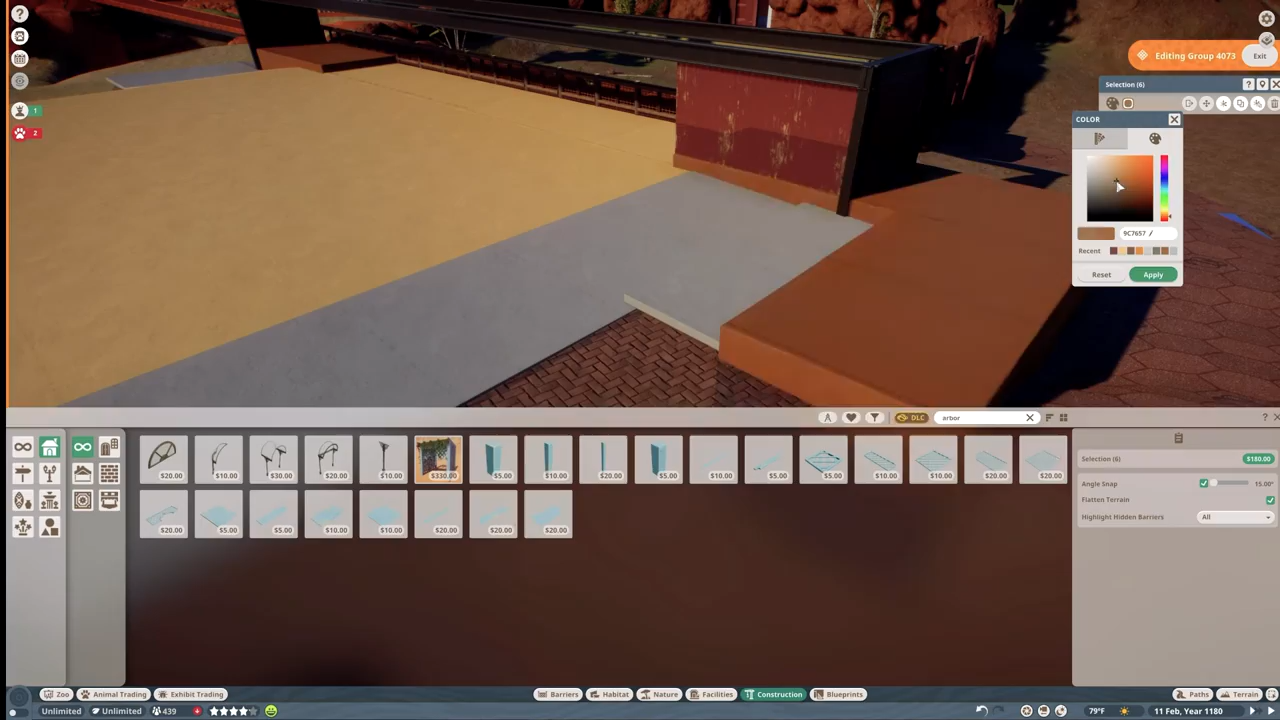 ?
Editing Group 4073 Exit
Selection (6) ?
1
2
COLOR
9C7657 /
Recent
Reset Apply
DLC arbor ?
$20.00 $10.00 $30.00 $20.00 $10.00 $330.00 $5.00 $10.00 $20.00 $5.00 $10.00 $5.00 $5.00 $10.00 $10.00 $20.00 $20.00
$20.00 $5.00 $5.00 $10.00 $10.00 $20.00 $20.00 $20.00
Selection (6) $180.00
Angle Snap 15.00°
Flatten Terrain
Highlight Hidden Barriers All
Zoo Animal Trading Exhibit Trading Barriers Habitat Nature Facilities Construction Blueprints Paths Terrain
Unlimited Unlimited 439 79°F 11 Feb, Year 1180